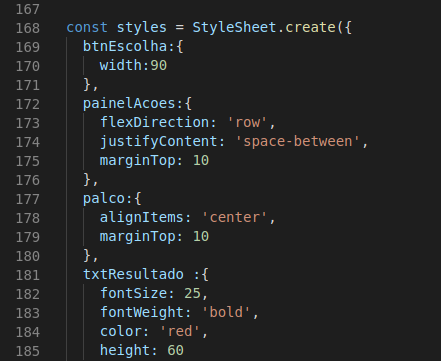 167
168 const styles = StyleSheet.create({
169 btnEscolha:{
170 width:90
171 },
172 painelAcoes:{
173 flexDirection: 'row',
174 justifyContent: 'space-between',
175 marginTop: 10
176 },
177 palco:{
178 alignItems: 'center',
179 marginTop: 10
180 },
181 txtResultado :{
182 fontSize: 25,
183 fontWeight: 'bold',
184 color: 'red',
185 height: 60